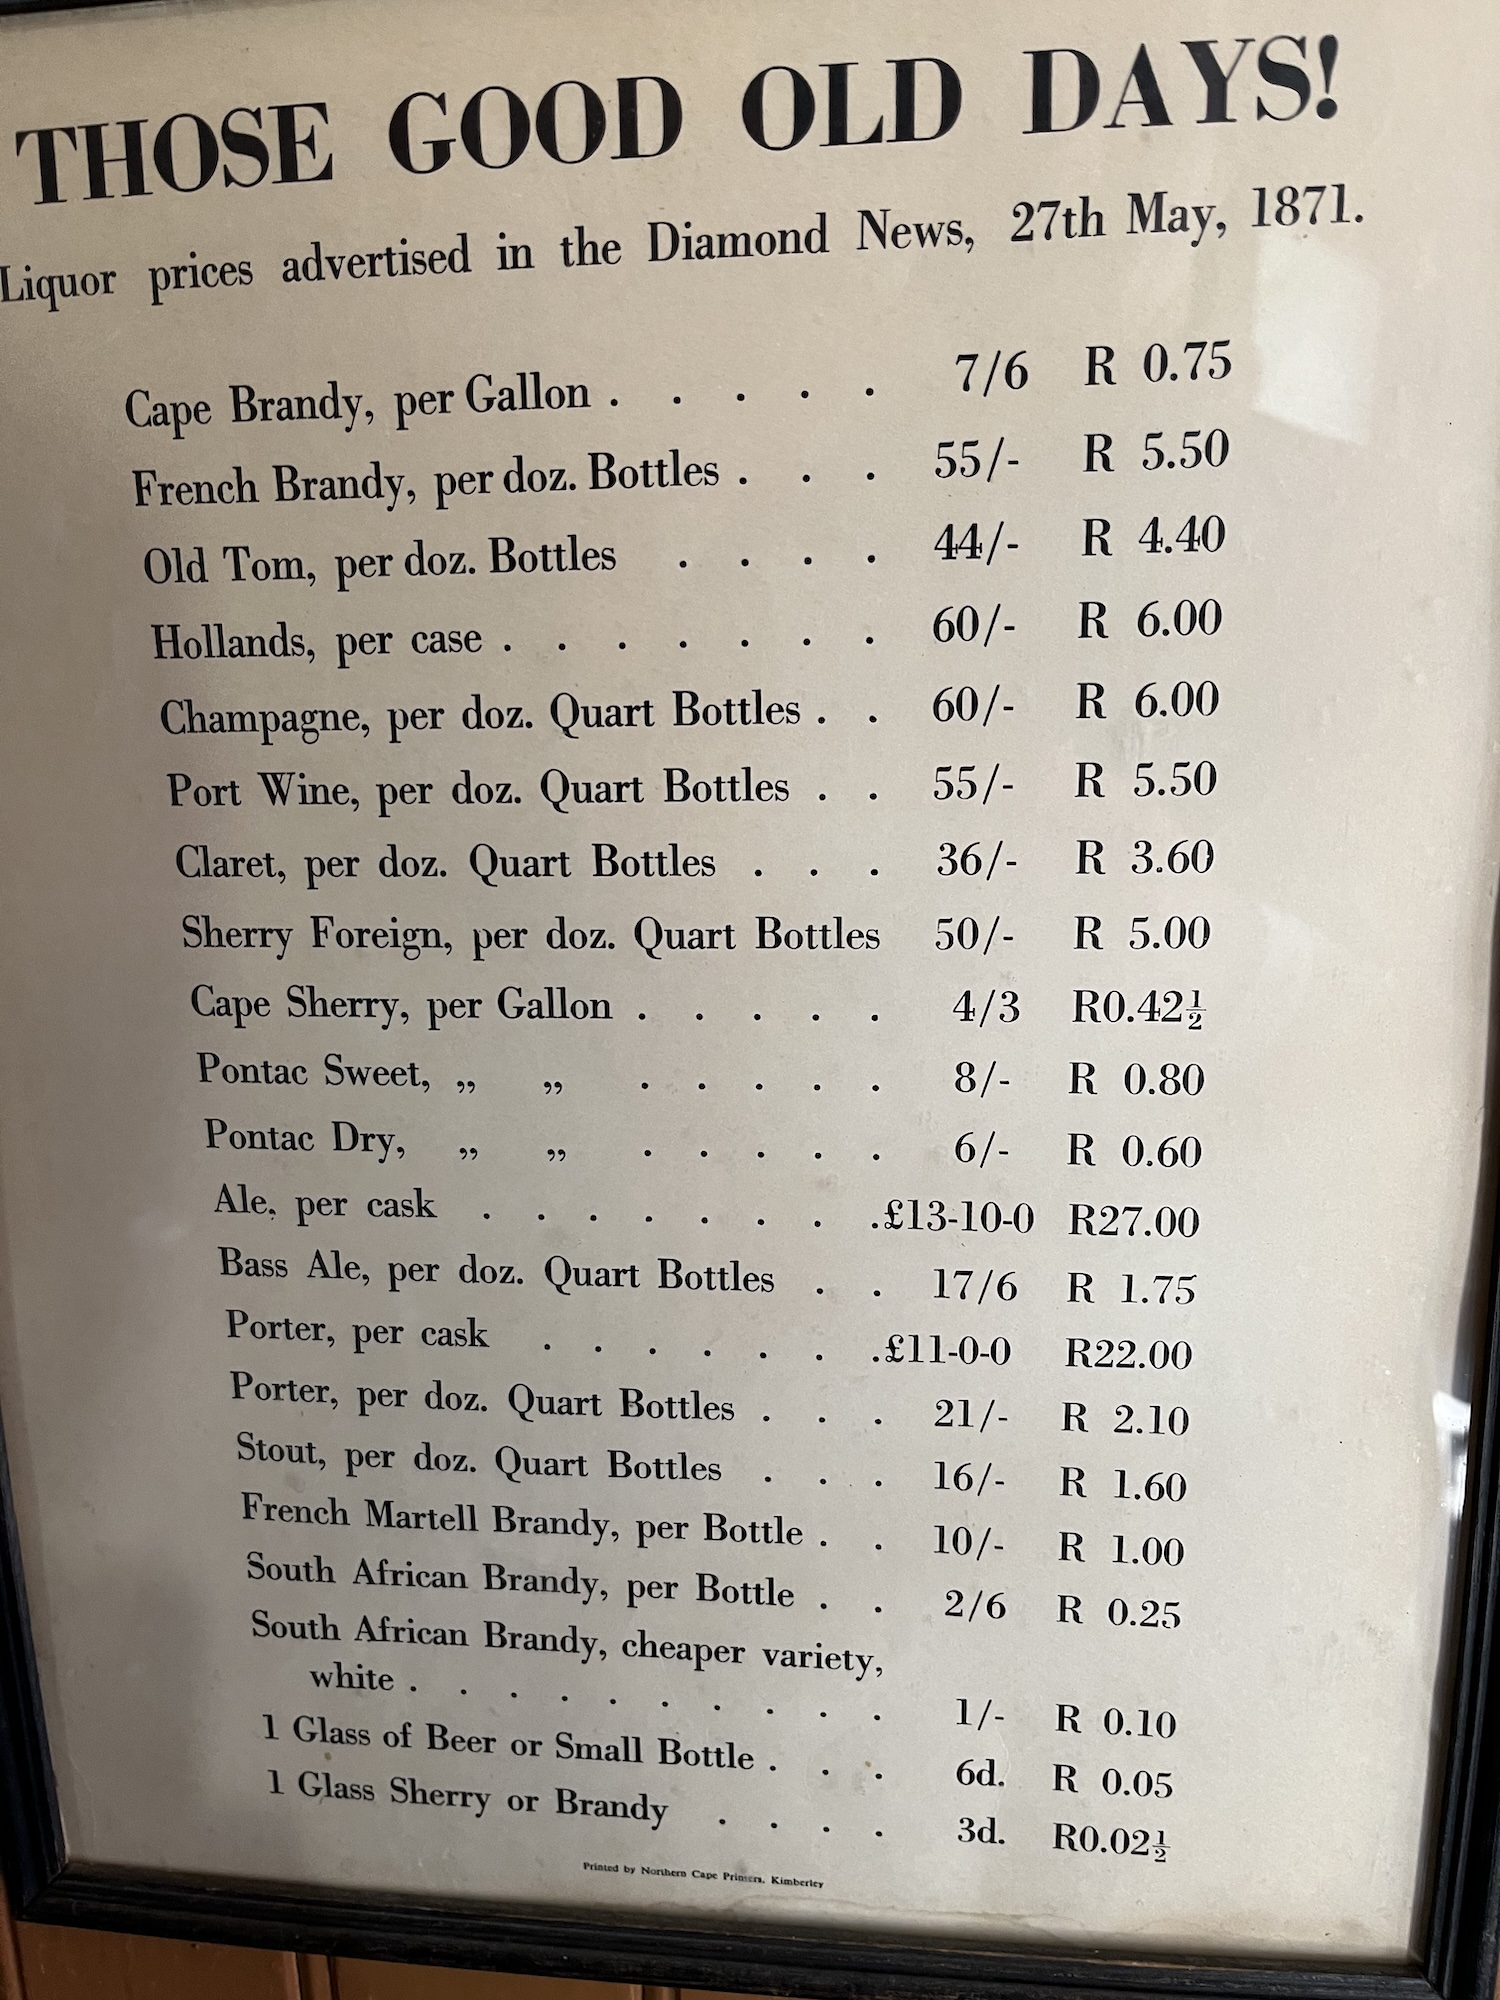 THOSE GOOD OLD DAYS!
Liquor prices advertised in the Diamond News, 27th May, 1871.
Cape Brandy, per Gallon . . . . . 7/6 R 0.75
French Brandy, per doz. Bottles . . . 55/- R 5.50
Old Tom, per doz. Bottles . . . . 44/- R 4.40
Hollands, per case . . . . . . . 60/- R 6.00
Champagne, per doz. Quart Bottles . . 60/- R 6.00
Port Wine, per doz. Quart Bottles . . 55/- R 5.50
Claret, per doz. Quart Bottles . . . 36/- R 3.60
Sherry Foreign, per doz. Quart Bottles 50/- R 5.00
Cape Sherry, per Gallon . . . . . 4/3 R0.42½
Pontac Sweet, „ „ . . . . . 8/- R 0.80
Pontac Dry, „ „ . . . . . 6/- R 0.60
Ale, per cask . . . . . . . . £13-10-0 R27.00
Bass Ale, per doz. Quart Bottles . . 17/6 R 1.75
Porter, per cask . . . . . . . £11-0-0 R22.00
Porter, per doz. Quart Bottles . . . 21/- R 2.10
Stout, per doz. Quart Bottles . . . 16/- R 1.60
French Martell Brandy, per Bottle . . 10/- R 1.00
South African Brandy, per Bottle . . 2/6 R 0.25
South African Brandy, cheaper variety,
white . . . . . . . . . . 1/- R 0.10
1 Glass of Beer or Small Bottle . . . 6d. R 0.05
1 Glass Sherry or Brandy . . . . 3d. R0.02½
Printed by Northern Cape Printers, Kimberley